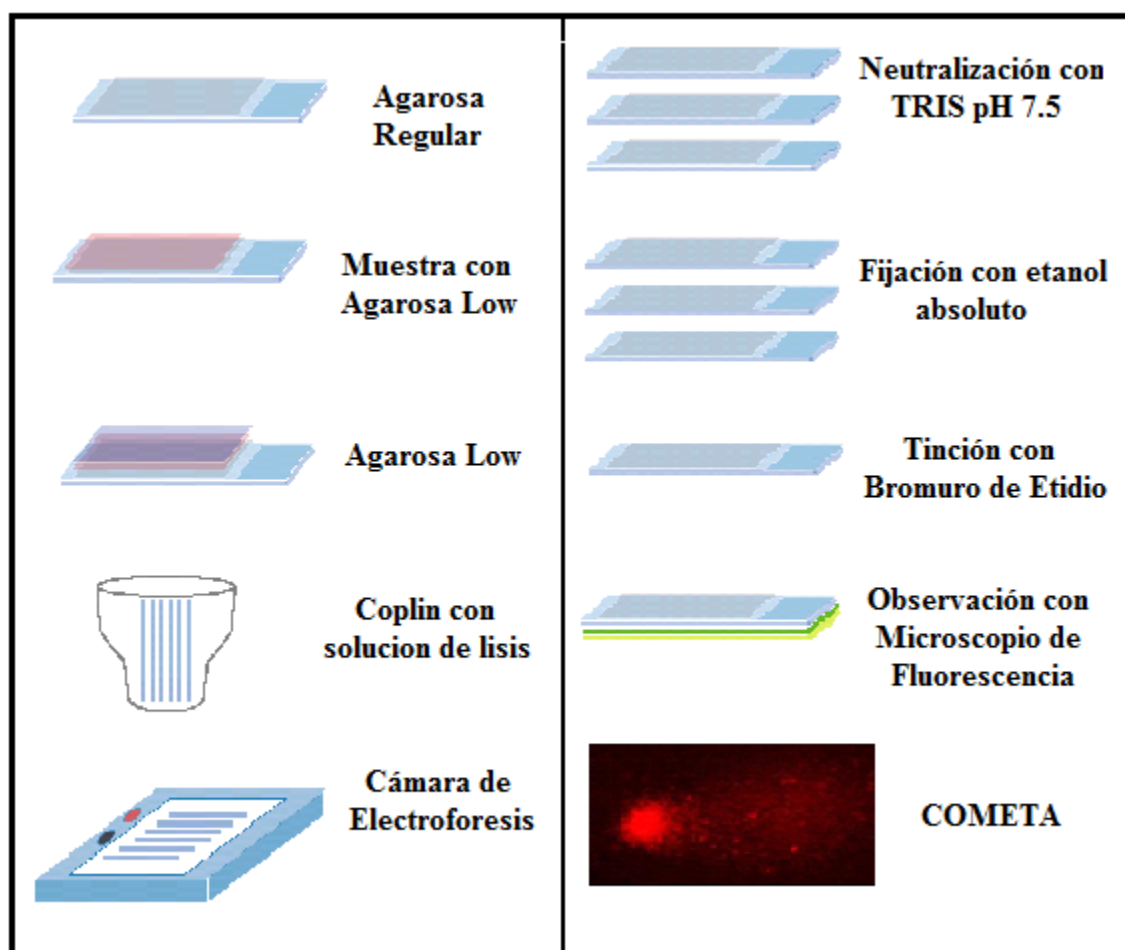 Agarosa
Regular
Muestra con
Agarosa Low
Agarosa Low
Coplin con
solucion de lisis
Cámara de
Electroforesis
Neutralización con
TRIS pH 7.5
Fijación con etanol
absoluto
Tinción con
Bromuro de Etidio
Observación con
Microscopio de
Fluorescencia
COMETA